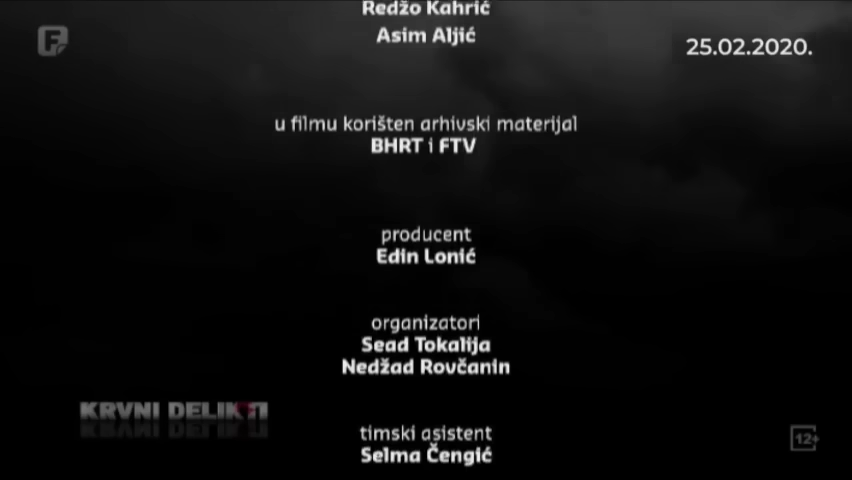 Redžo Kahrić
Asim Aljić
F
25.02.2020.
u filmu korišten arhivski materijal
BHRT i FTV
producent
Edin Lonić
organizatori
Sead Tokalija
Nedžad Rovčanin
KRVNI DELIKTI
timski asistent
Selma Čengić
12+